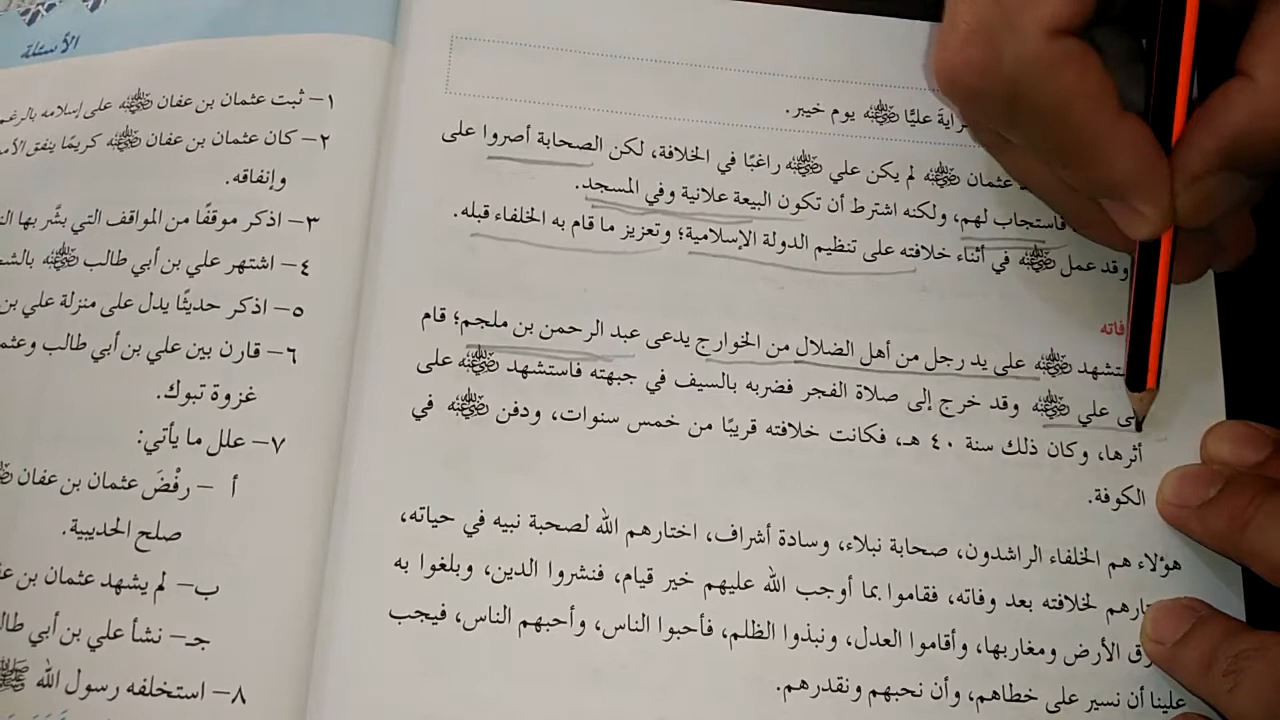 راية عليًّا رضي الله عنه يوم خيبر.
عثمان رضي الله عنه لم يكن علي رضي الله عنه راغبًا في الخلافة، لكن الصحابة أصروا على
فاستجاب لهم، ولكنه اشترط أن تكون البيعة علانية وفي المسجد.
وقد عمل رضي الله عنه في أثناء خلافته على تنظيم الدولة الإسلامية؛ وتعزيز ما قام به الخلفاء قبله.
على يد رجل من أهل الضلال من الخوارج يدعى عبد الرحمن بن ملجم؛ قام
علي رضي الله عنه وقد خرج إلى صلاة الفجر فضربه بالسيف في جبهته فاستشهد رضي الله عنه على
أثرها، وكان ذلك سنة ٤٠ هـ، فكانت خلافته قريبًا من خمس سنوات، ودفن رضي الله عنه في
الكوفة.
هؤلاء هم الخلفاء الراشدون، صحابة نبلاء، وسادة أشراف، اختارهم الله لصحبة نبيه في حياته،
لخلافته بعد وفاته، فقاموا بما أوجب الله عليهم خير قيام، فنشروا الدين، وبلغوا به
الأرض ومغاربها، وأقاموا العدل، ونبذوا الظلم، فأحبوا الناس، وأحبهم الناس، فيجب
علينا أن نسير على خطاهم، وأن نحبهم ونقدرهم.
الأسئلة
١- ثبت عثمان بن عفان رضي الله عنه على إسلامه بالرغم
٢- كان عثمان بن عفان رضي الله عنه كريمًا ينفق
وإنفاقه.
٣- اذكر موقفًا من المواقف التي بشَّر بها
٤- اشتهر علي بن أبي طالب رضي الله عنه
٥- اذكر حديثًا يدل على منزلة علي بن
٦- قارن بين علي بن أبي طالب
غزوة تبوك.
٧- علل ما يأتي:
أ - رفْضَ عثمان بن عفان
صلح الحديبية.
ب- لم يشهد عثمان بن
جـ- نشأ علي بن أبي
٨- استخلفه رسول الله ﷺ